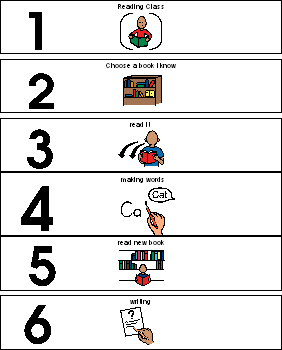 1
Reading Class
2
Choose a book I know
3
read it
4
making words
Ca
Cat
5
read new book
6
writing
?